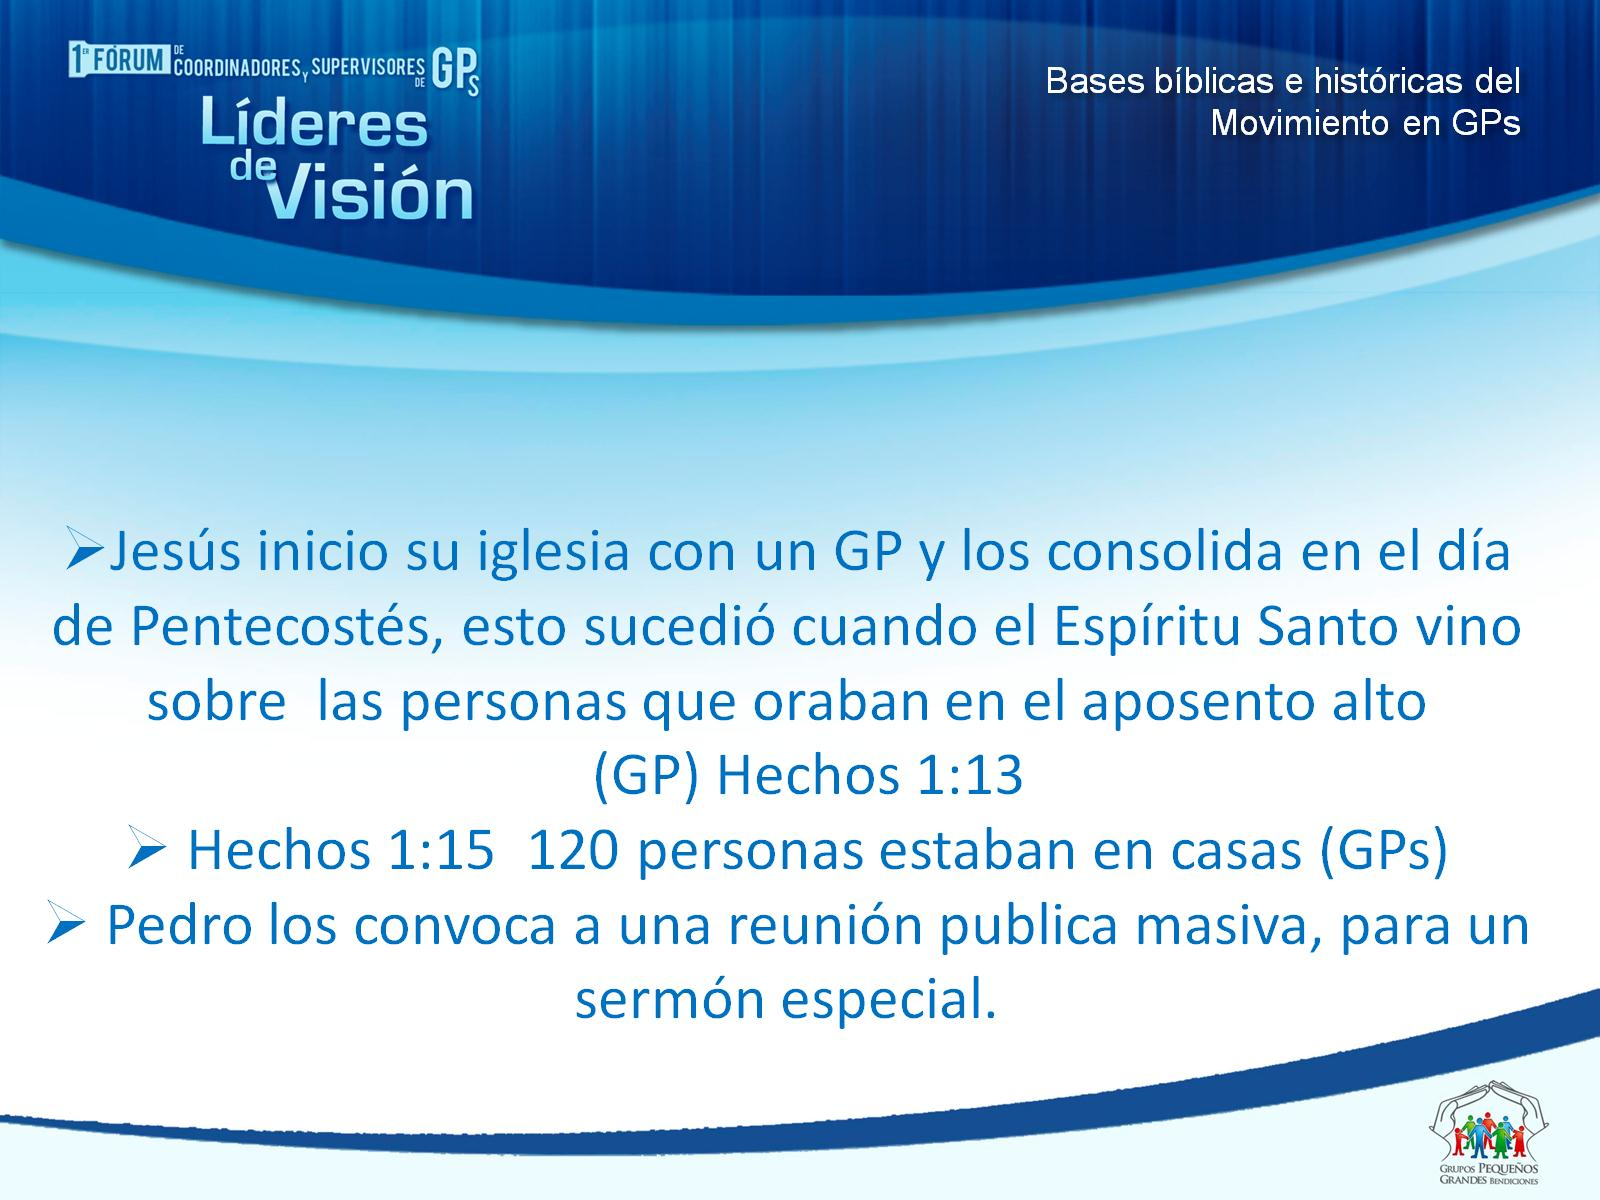 1ER FÓRUM DE COORDINADORES Y SUPERVISORES DE GPs
Líderes
de Visión
Bases bíblicas e históricas del
Movimiento en GPs
➢Jesús inicio su iglesia con un GP y los consolida en el día
de Pentecostés, esto sucedió cuando el Espíritu Santo vino
sobre  las personas que oraban en el aposento alto
(GP) Hechos 1:13
➢ Hechos 1:15  120 personas estaban en casas (GPs)
➢ Pedro los convoca a una reunión publica masiva, para un
sermón especial.
GRUPOS PEQUEÑOS
GRANDES BENDICIONES